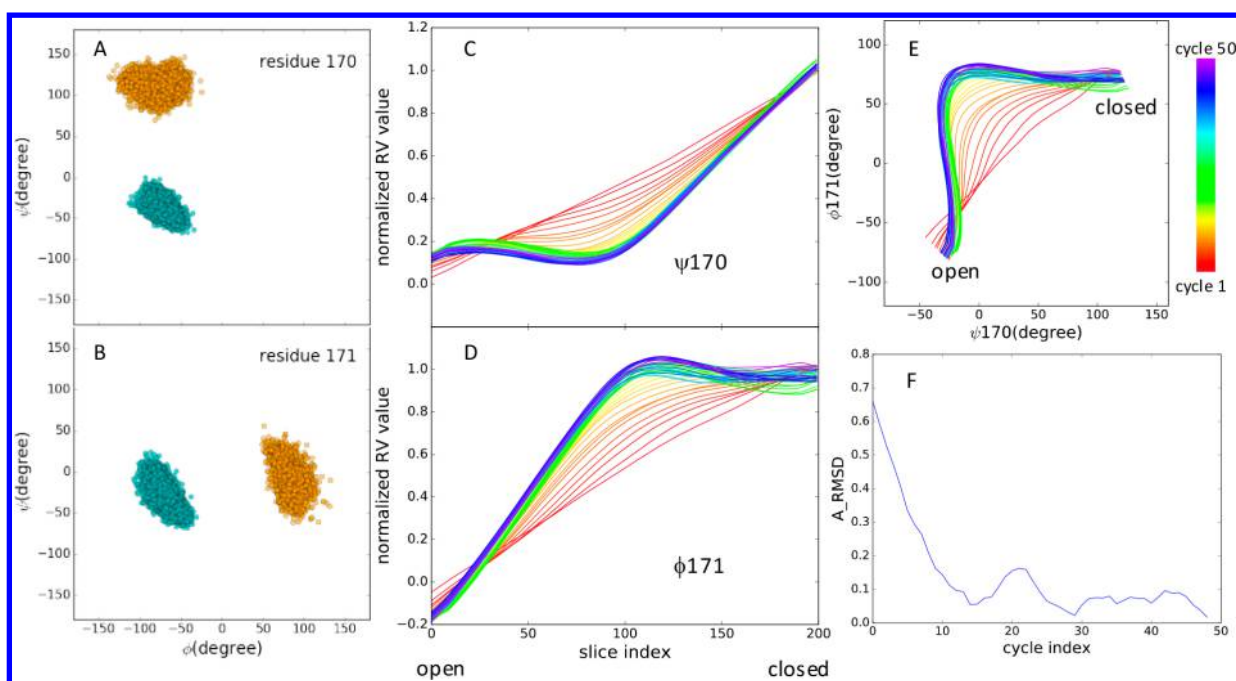 A
residue 170
150
100
50
0
−50
−100
−150
ψ(degree)
B
residue 171
150
100
50
0
−50
−100
−150
ψ(degree)
−150 −100 −50 0 50 100 150
ϕ(degree)
C
1.2
1.0
0.8
0.6
0.4
0.2
0.0
normalized RV value
ψ170
D
1.0
0.8
0.6
0.4
0.2
0.0
−0.2
normalized RV value
ϕ171
0 50 100 150 200
slice index
open
closed
E
100
50
0
−50
−100
ϕ171(degree)
closed
open
−50 0 50 100 150
ψ170(degree)
cycle 50
cycle 1
F
0.8
0.7
0.6
0.5
0.4
0.3
0.2
0.1
0.0
A_RMSD
0 10 20 30 40 50
cycle index